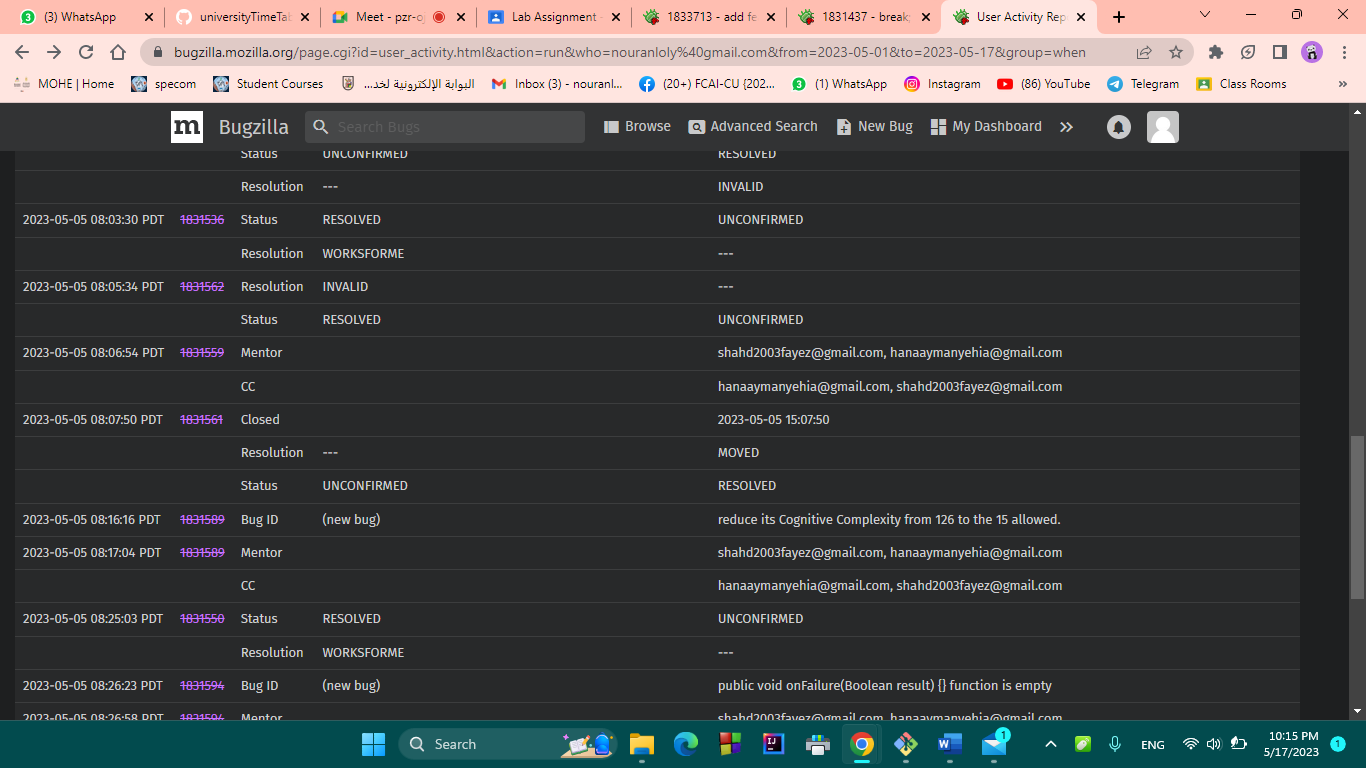 (3) WhatsApp universityTimeTab Meet - pzr-oj Lab Assignment 1833713 - add fe 1831437 - break User Activity Rep
bugzilla.mozilla.org/page.cgi?id=user_activity.html&action=run&who=nouranloly%40gmail.com&from=2023-05-01&to=2023-05-17&group=when
MOHE | Home specom Student Courses البوابة الإلكترونية لخد... Inbox (3) - nouranl... (20+) FCAI-CU {202... (1) WhatsApp Instagram (86) YouTube Telegram Class Rooms »
m Bugzilla Search Bugs Browse Advanced Search New Bug My Dashboard
Status UNCONFIRMED RESOLVED
Resolution --- INVALID
2023-05-05 08:03:30 PDT 1831536 Status RESOLVED UNCONFIRMED
Resolution WORKSFORME ---
2023-05-05 08:05:34 PDT 1831562 Resolution INVALID ---
Status RESOLVED UNCONFIRMED
2023-05-05 08:06:54 PDT 1831559 Mentor shahd2003fayez@gmail.com, hanaaymanyehia@gmail.com
CC hanaaymanyehia@gmail.com, shahd2003fayez@gmail.com
2023-05-05 08:07:50 PDT 1831561 Closed 2023-05-05 15:07:50
Resolution --- MOVED
Status UNCONFIRMED RESOLVED
2023-05-05 08:16:16 PDT 1831589 Bug ID (new bug) reduce its Cognitive Complexity from 126 to the 15 allowed.
2023-05-05 08:17:04 PDT 1831589 Mentor shahd2003fayez@gmail.com, hanaaymanyehia@gmail.com
CC hanaaymanyehia@gmail.com, shahd2003fayez@gmail.com
2023-05-05 08:25:03 PDT 1831550 Status RESOLVED UNCONFIRMED
Resolution WORKSFORME ---
2023-05-05 08:26:23 PDT 1831594 Bug ID (new bug) public void onFailure(Boolean result) {} function is empty
2023-05-05 08:26:58 PDT 1831594 Mentor shahd2003fayez@gmail.com, hanaaymanyehia@gmail.com
Search ENG 10:15 PM
5/17/2023 1